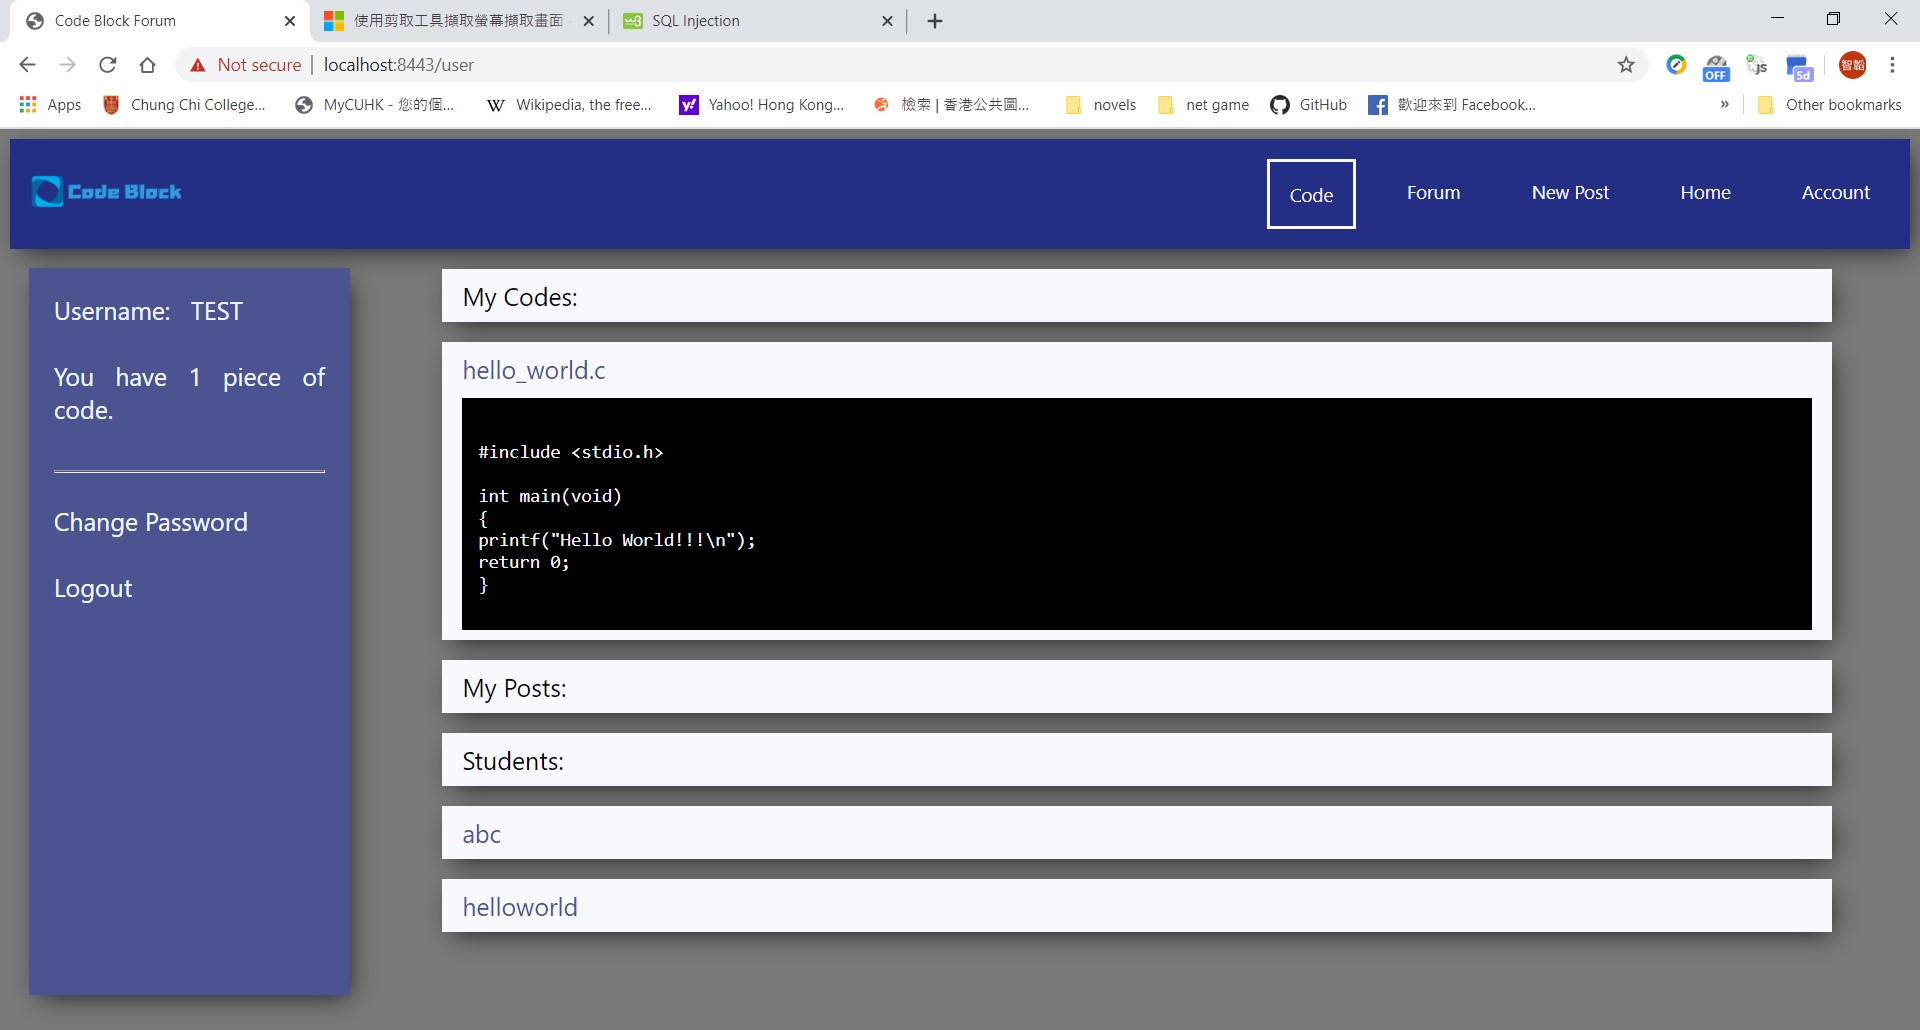 Code Block Forum
使用剪取工具擷取螢幕擷取畫面
SQL Injection
Not secure
localhost:8443/user
OFF
js
5d
智韜
Apps
Chung Chi College...
MyCUHK - 您的個...
W Wikipedia, the free...
y! Yahoo! Hong Kong...
檢索 | 香港公共圖...
novels
net game
GitHub
歡迎來到 Facebook...
»
Other bookmarks
Code Block
Code
Forum
New Post
Home
Account
Username: TEST
You have 1 piece of
code.
Change Password
Logout
My Codes:
hello_world.c
#include <stdio.h>
int main(void)
{
printf("Hello World!!!\n");
return 0;
}
My Posts:
Students:
abc
helloworld